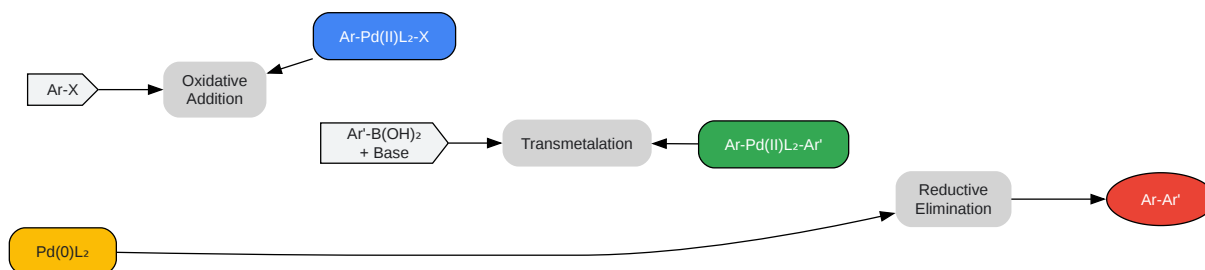 Ar-Pd(II)L₂-X
Oxidative
Addition
Ar-X
Ar'-B(OH)₂
+ Base
Transmetalation
Ar-Pd(II)L₂-Ar'
Reductive
Elimination
Ar-Ar'
Pd(0)L₂